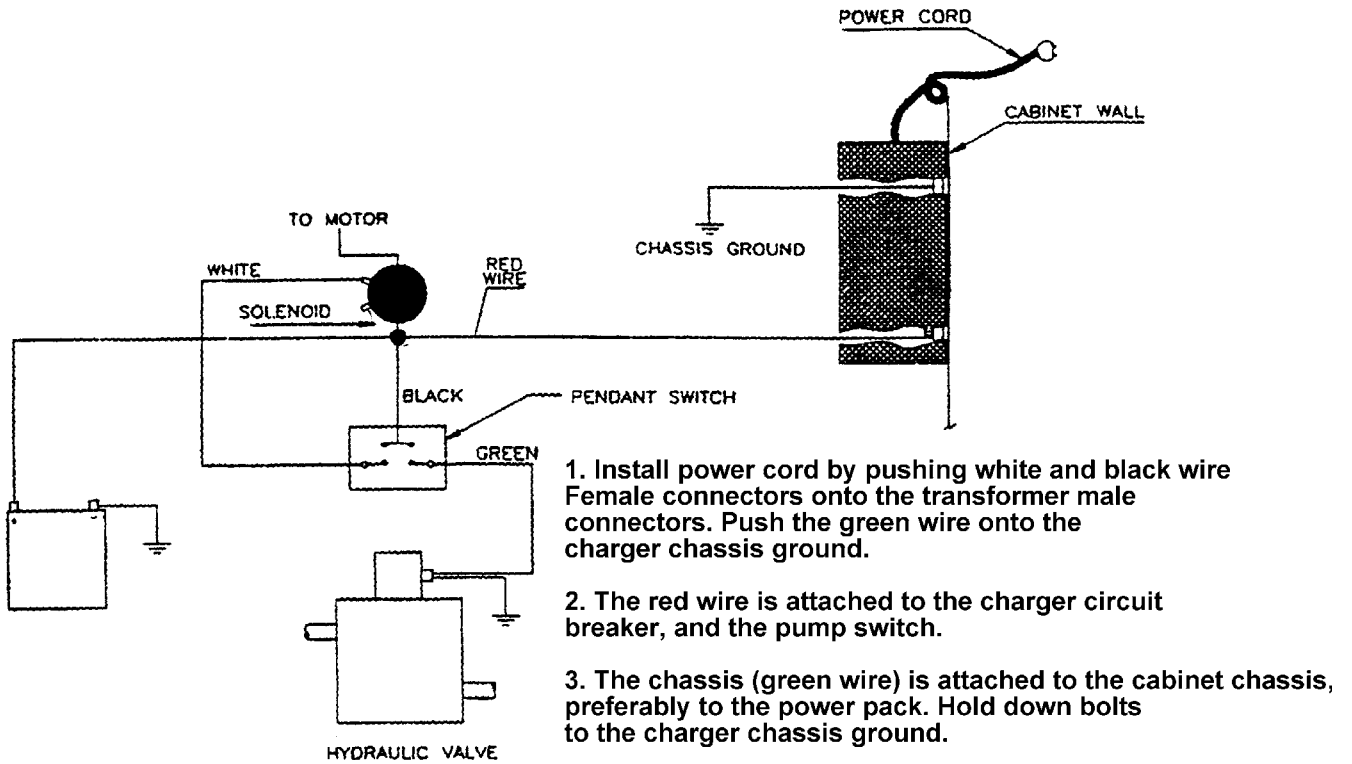 POWER CORD
CABINET WALL
CHASSIS GROUND
TO MOTOR
WHITE
RED
WIRE
SOLENOID
BLACK
PENDANT SWITCH
GREEN
1. Install power cord by pushing white and black wire
Female connectors onto the transformer male
connectors. Push the green wire onto the
charger chassis ground.
2. The red wire is attached to the charger circuit
breaker, and the pump switch.
3. The chassis (green wire) is attached to the cabinet chassis,
preferably to the power pack. Hold down bolts
to the charger chassis ground.
HYDRAULIC VALVE